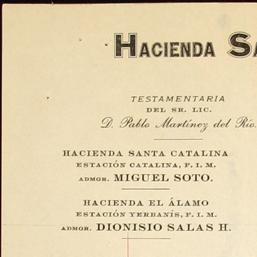 HACIENDA SA
TESTAMENTARIA
DEL SR. LIC.
D. Pablo Martínez del Río.
HACIENDA SANTA CATALINA
ESTACIÓN CATALINA, F. I. M.
ADMOR. MIGUEL SOTO.
HACIENDA EL ÁLAMO
ESTACIÓN YERBANÍS, F. I. M.
ADMOR. DIONISIO SALAS H.